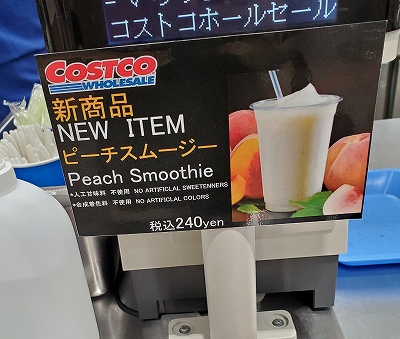 コストコホールセール
COSTCO
WHOLESALE
新商品
NEW ITEM
ピーチスムージー
Peach Smoothie
*人工甘味料 不使用 NO ARTIFICLAL SWEETENNERS
*合成着色料 不使用 NO ARTIFICLAL COLORS
税込240yen